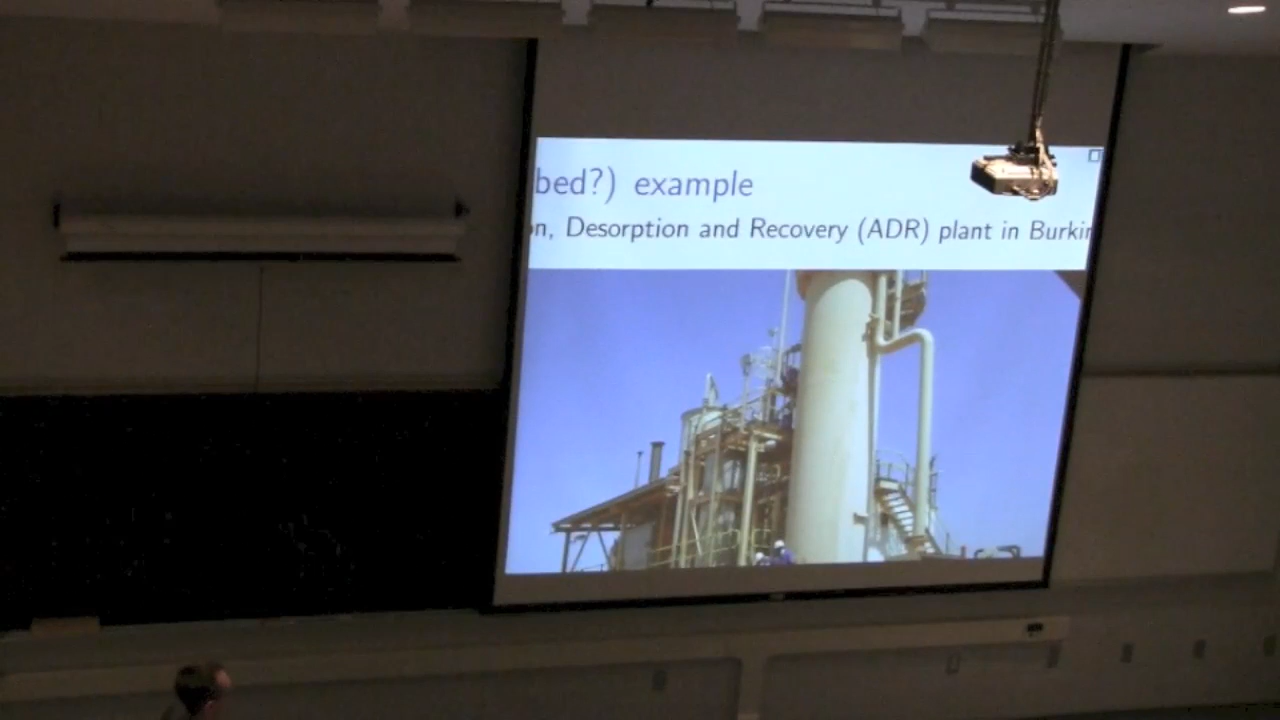 bed?) example
n, Desorption and Recovery (ADR) plant in Burkin